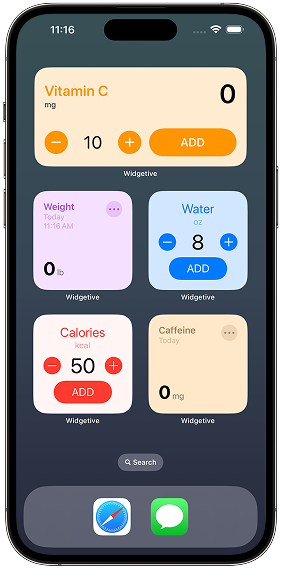 11:16
Vitamin C
0
mg
10
ADD
Widgetive
Weight
Today
11:16 AM
0 lb
Widgetive
Water
oz
8
ADD
Widgetive
Calories
kcal
50
ADD
Widgetive
Caffeine
Today
0 mg
Widgetive
Search